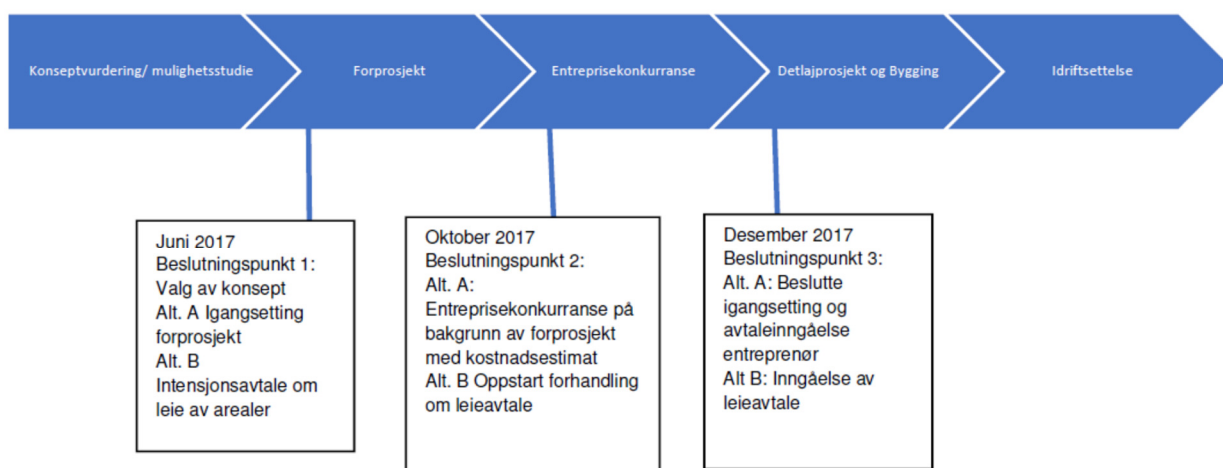 Konseptvurdering/ mulighetsstudie
Forprosjekt
Entreprisekonkurranse
Detlajprosjekt og Bygging
Idriftsettelse
Juni 2017
Beslutningspunkt 1:
Valg av konsept
Alt. A Igangsetting
forprosjekt
Alt. B
Intensjonsavtale om
leie av arealer
Oktober 2017
Beslutningspunkt 2:
Alt. A:
Entreprisekonkurranse på
bakgrunn av forprosjekt
med kostnadsestimat
Alt. B Oppstart forhandling
om leieavtale
Desember 2017
Beslutningspunkt 3:
Alt. A: Beslutte
igangsetting og
avtaleinngåelse
entreprenør
Alt B: Inngåelse av
leieavtale